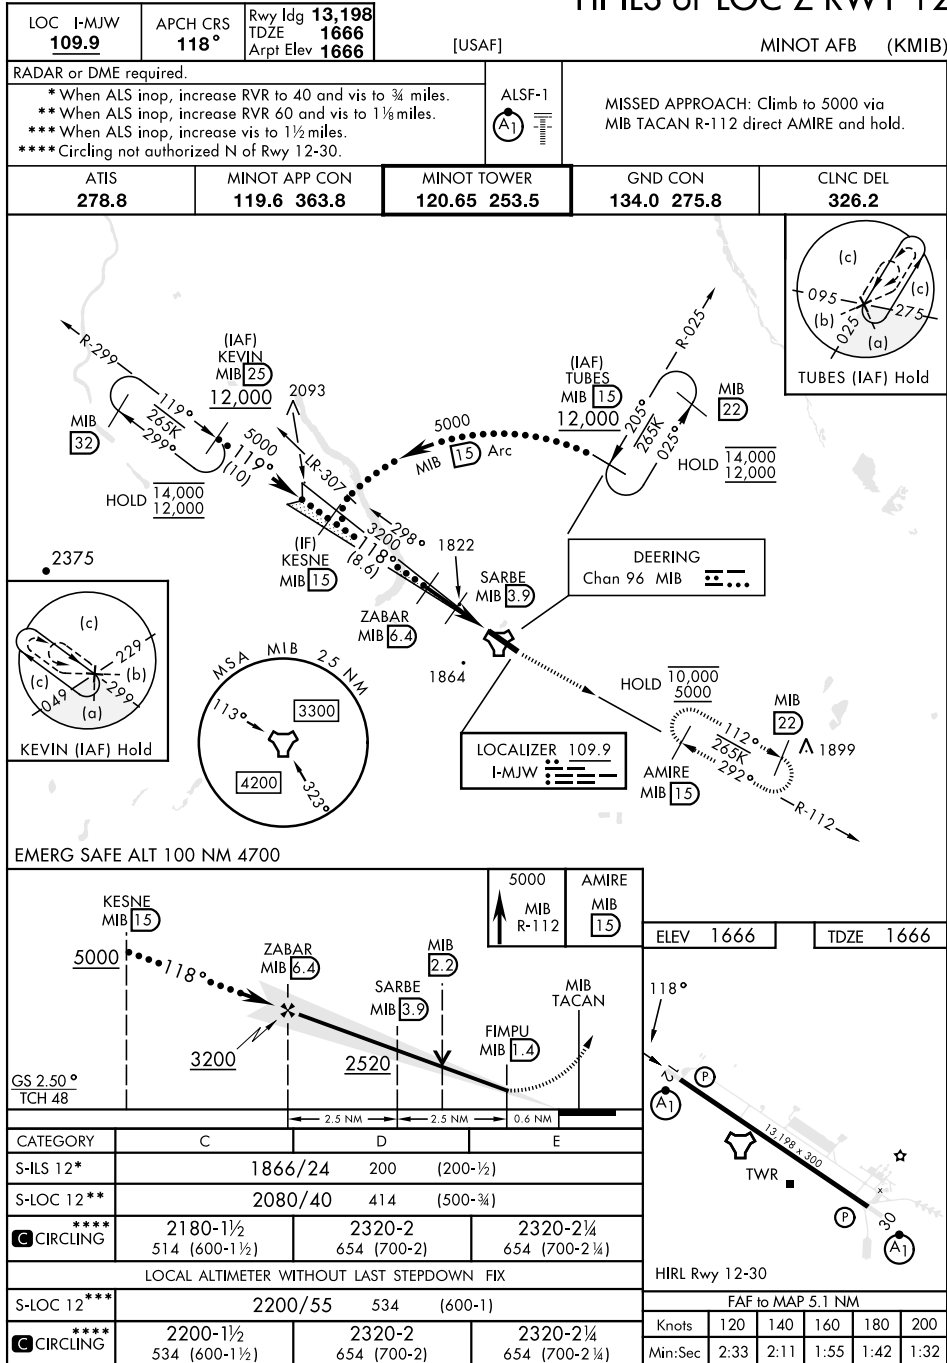 HI-ILS or LOC Z RWY 12
LOC I-MJW
109.9
APCH CRS
118°
Rwy ldg 13,198
TDZE 1666
Arpt Elev 1666
[USAF]
MINOT AFB (KMIB)
RADAR or DME required.
* When ALS inop, increase RVR to 40 and vis to ¾ miles.
** When ALS inop, increase RVR 60 and vis to 1⅛ miles.
*** When ALS inop, increase vis to 1½ miles.
**** Circling not authorized N of Rwy 12-30.
ALSF-1
A1
MISSED APPROACH: Climb to 5000 via
MIB TACAN R-112 direct AMIRE and hold.
ATIS
278.8
MINOT APP CON
119.6 363.8
MINOT TOWER
120.65 253.5
GND CON
134.0 275.8
CLNC DEL
326.2
(c)
(c)
095
275
(b)
025
(a)
TUBES (IAF) Hold
R-299
(IAF)
KEVIN
MIB 25
12,000
2093
119°
265K
299°
MIB
32
HOLD 14,000
12,000
5000
119°
(10)
LR-307
5000
MIB 15 Arc
(IAF)
TUBES
MIB 15
12,000
R-025
205°
265K
025°
MIB
22
HOLD 14,000
12,000
298°
3200
118°
(8.6)
(IF)
KESNE
MIB 15
1822
SARBE
MIB 3.9
ZABAR
MIB 6.4
DEERING
Chan 96 MIB
2375
(c)
229
(b)
(c)
299
049
(a)
KEVIN (IAF) Hold
MSA MIB 25 NM
113°
3300
4200
323°
1864
LOCALIZER 109.9
I-MJW
HOLD 10,000
5000
112°
265K
292°
MIB
22
1899
AMIRE
MIB 15
R-112
EMERG SAFE ALT 100 NM 4700
KESNE
MIB 15
5000
118°
ZABAR
MIB 6.4
3200
SARBE
MIB 3.9
2520
MIB
2.2
FIMPU
MIB 1.4
MIB
TACAN
5000
MIB
R-112
AMIRE
MIB
15
GS 2.50°
TCH 48
2.5 NM 2.5 NM 0.6 NM
ELEV 1666 TDZE 1666
118°
12
P
A1
13,198 x 300
TWR
x
P
30
A1
HIRL Rwy 12-30
CATEGORY C D E
S-ILS 12* 1866/24 200 (200-½)
S-LOC 12** 2080/40 414 (500-¾)
C CIRCLING **** 2180-1½ 514 (600-1½) 2320-2 654 (700-2) 2320-2¼ 654 (700-2¼)
LOCAL ALTIMETER WITHOUT LAST STEPDOWN FIX
S-LOC 12*** 2200/55 534 (600-1)
C CIRCLING **** 2200-1½ 534 (600-1½) 2320-2 654 (700-2) 2320-2¼ 654 (700-2¼)
FAF to MAP 5.1 NM
Knots 120 140 160 180 200
Min:Sec 2:33 2:11 1:55 1:42 1:32